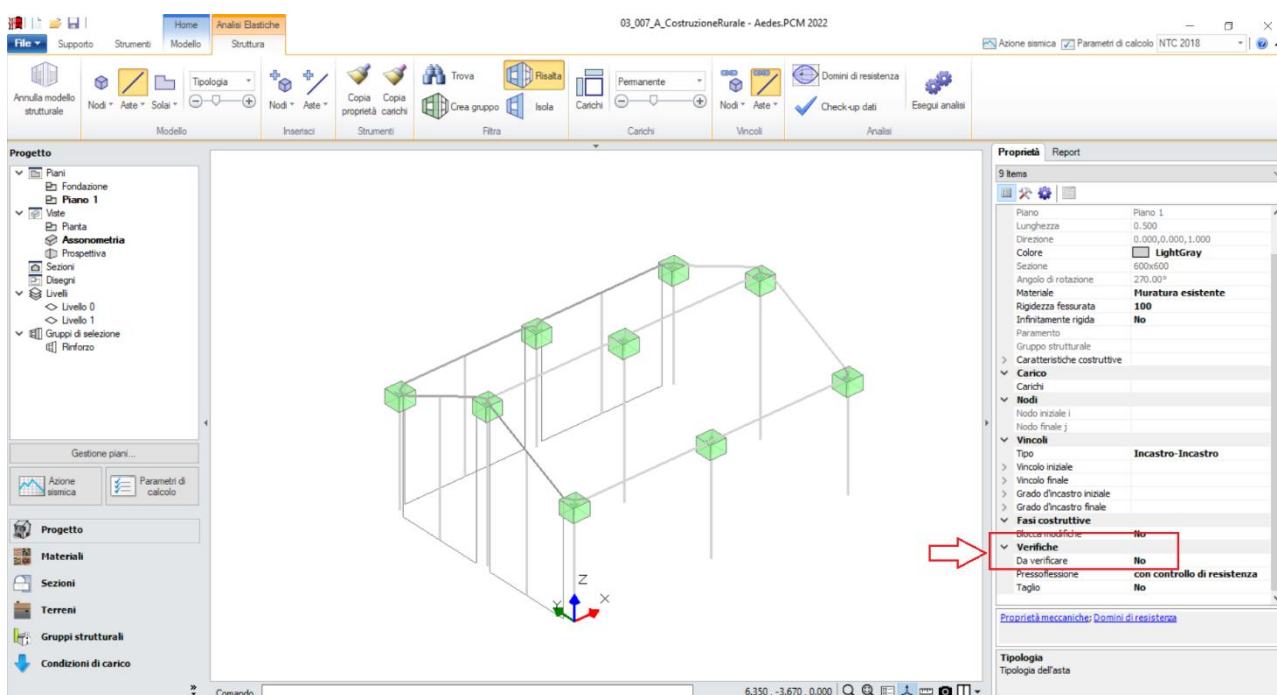 Home Analisi Elastiche 03_007_A_CostruzioneRurale - Aedes.PCM 2022
File Supporto Strumenti Modello Struttura Azione sismica Parametri di calcolo NTC 2018
Annulla modello strutturale
Nodi Aste Solai
Tipologia
Modello
Nodi Aste
Inserisci
Copia proprietà
Copia carichi
Strumenti
Trova
Crea gruppo
Risalta
Isola
Filtra
Carichi
Permanente
Carichi
Nodi Aste
Vincoli
Domini di resistenza
Check-up dati
Esegui analisi
Analisi
Progetto
Piani
Fondazione
Piano 1
Viste
Pianta
Assonometria
Prospettiva
Sezioni
Disegni
Livelli
Livello 0
Livello 1
Gruppi di selezione
Rinforzo
Gestione piani...
Azione sismica
Parametri di calcolo
Progetto
Materiali
Sezioni
Terreni
Gruppi strutturali
Condizioni di carico
Z
X
Y
Comando
6.350 , -3.670 , 0.000
Proprietà Report
9 Items
Piano Piano 1
Lunghezza 0.500
Direzione 0.000,0.000,1.000
Colore LightGray
Sezione 600x600
Angolo di rotazione 270.00°
Materiale Muratura esistente
Rigidezza fessurata 100
Infinitamente rigida No
Paramento
Gruppo strutturale
Caratteristiche costruttive
Carico
Carichi
Nodi
Nodo iniziale i
Nodo finale j
Vincoli
Tipo Incastro-Incastro
Vincolo iniziale
Vincolo finale
Grado d'incastro iniziale
Grado d'incastro finale
Fasi costruttive
Blocca modifiche No
Verifiche
Da verificare No
Pressoflessione con controllo di resistenza
Taglio No
Proprietà meccaniche; Domini di resistenza
Tipologia
Tipologia dell'asta